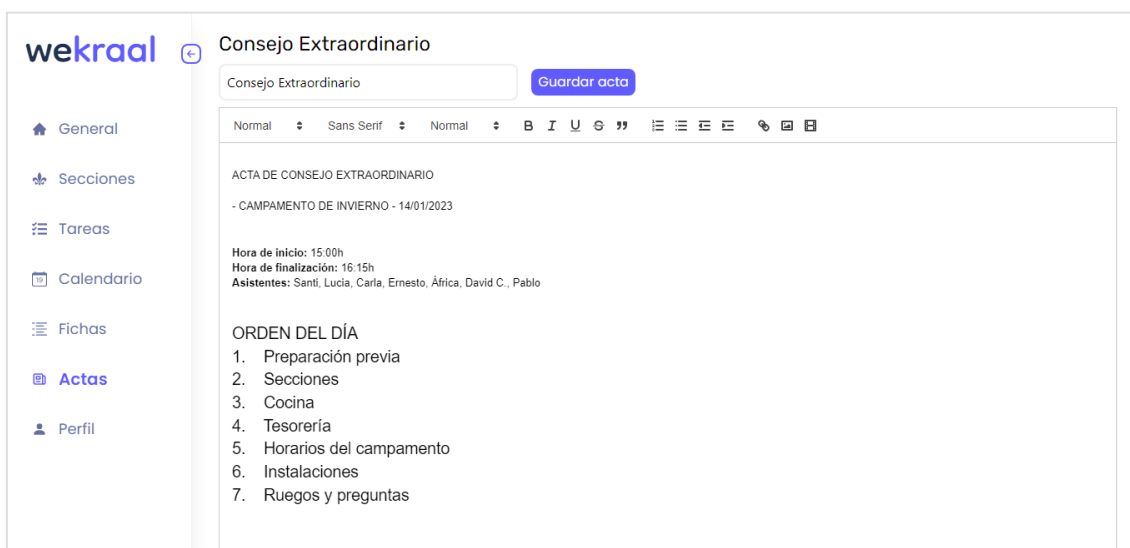 wekraal
General
Secciones
Tareas
19
Calendario
Fichas
Actas
Perfil
Consejo Extraordinario
Consejo Extraordinario
Guardar acta
Normal Sans Serif Normal B I U S
ACTA DE CONSEJO EXTRAORDINARIO
- CAMPAMENTO DE INVIERNO - 14/01/2023
Hora de inicio: 15:00h
Hora de finalización: 16:15h
Asistentes: Santi, Lucia, Carla, Ernesto, África, David C., Pablo
ORDEN DEL DÍA
1. Preparación previa
2. Secciones
3. Cocina
4. Tesorería
5. Horarios del campamento
6. Instalaciones
7. Ruegos y preguntas